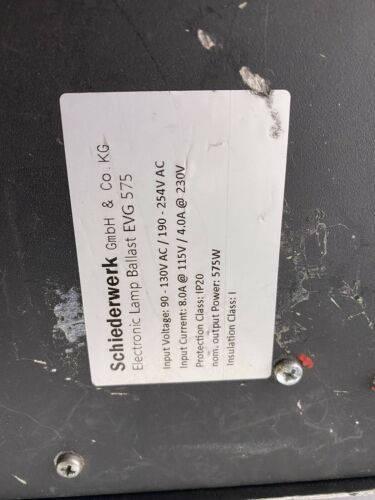 Schiederwerk GmbH & Co. KG
Electronic Lamp Ballast EVG 575
Input Voltage: 90 - 130V AC / 190 - 254V AC
Input Current: 8.0A @ 115V / 4.0A @ 230V
Protection Class: IP20
nom. output Power: 575W
Insulation Class: I